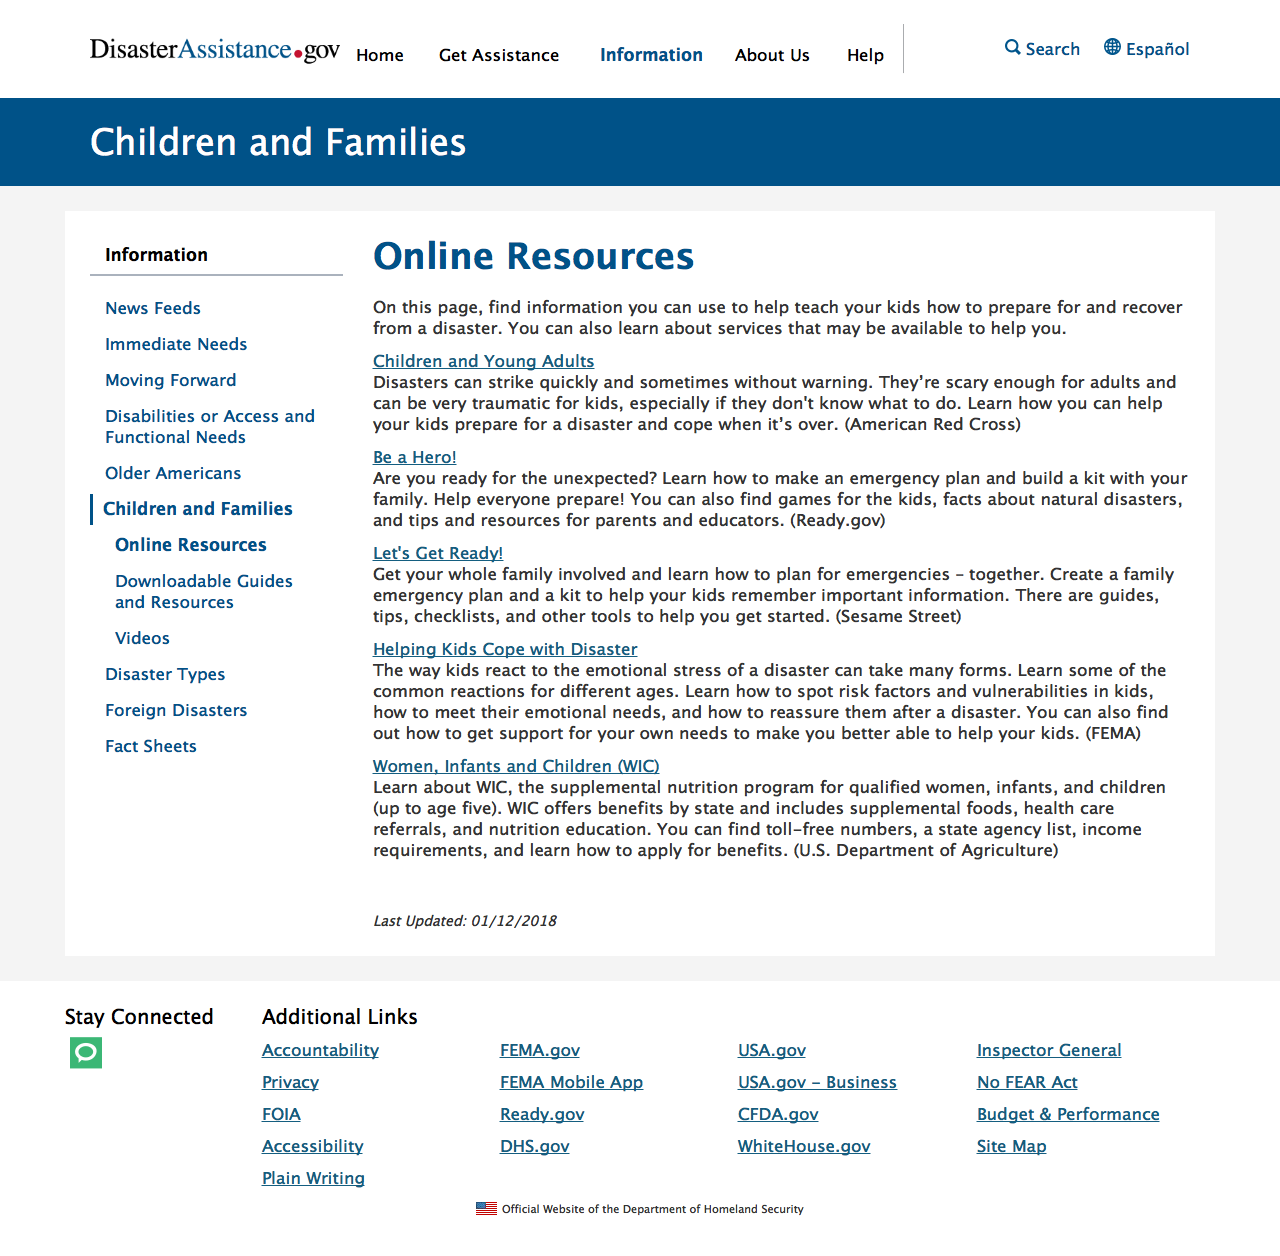 DisasterAssistance.gov Home Get Assistance Information About Us Help Search Español
Children and Families
Information
News Feeds
Immediate Needs
Moving Forward
Disabilities or Access and
Functional Needs
Older Americans
Children and Families
Online Resources
Downloadable Guides
and Resources
Videos
Disaster Types
Foreign Disasters
Fact Sheets
Online Resources
On this page, find information you can use to help teach your kids how to prepare for and recover
from a disaster. You can also learn about services that may be available to help you.
Children and Young Adults
Disasters can strike quickly and sometimes without warning. They’re scary enough for adults and
can be very traumatic for kids, especially if they don't know what to do. Learn how you can help
your kids prepare for a disaster and cope when it’s over. (American Red Cross)
Be a Hero!
Are you ready for the unexpected? Learn how to make an emergency plan and build a kit with your
family. Help everyone prepare! You can also find games for the kids, facts about natural disasters,
and tips and resources for parents and educators. (Ready.gov)
Let's Get Ready!
Get your whole family involved and learn how to plan for emergencies – together. Create a family
emergency plan and a kit to help your kids remember important information. There are guides,
tips, checklists, and other tools to help you get started. (Sesame Street)
Helping Kids Cope with Disaster
The way kids react to the emotional stress of a disaster can take many forms. Learn some of the
common reactions for different ages. Learn how to spot risk factors and vulnerabilities in kids,
how to meet their emotional needs, and how to reassure them after a disaster. You can also find
out how to get support for your own needs to make you better able to help your kids. (FEMA)
Women, Infants and Children (WIC)
Learn about WIC, the supplemental nutrition program for qualified women, infants, and children
(up to age five). WIC offers benefits by state and includes supplemental foods, health care
referrals, and nutrition education. You can find toll-free numbers, a state agency list, income
requirements, and learn how to apply for benefits. (U.S. Department of Agriculture)
Last Updated: 01/12/2018
Stay Connected
Additional Links
Accountability
Privacy
FOIA
Accessibility
Plain Writing
FEMA.gov
FEMA Mobile App
Ready.gov
DHS.gov
USA.gov
USA.gov - Business
CFDA.gov
WhiteHouse.gov
Inspector General
No FEAR Act
Budget & Performance
Site Map
Official Website of the Department of Homeland Security